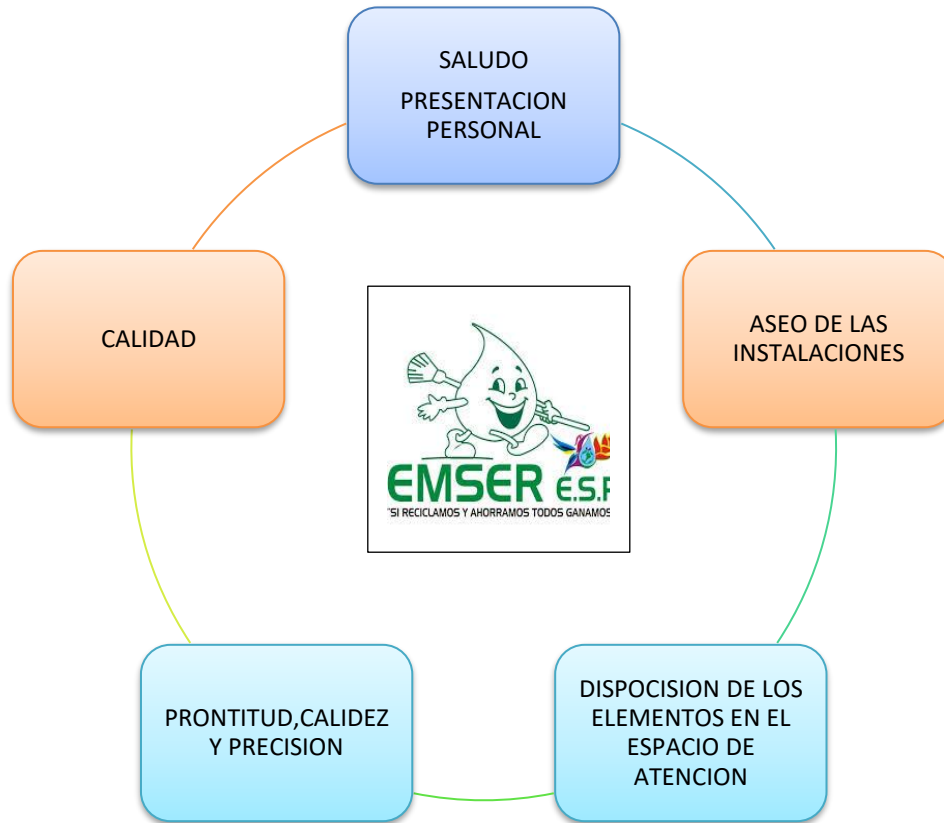 SALUDO
PRESENTACION
PERSONAL
CALIDAD
ASEO DE LAS
INSTALACIONES
EMSER E.S.P
"SI RECICLAMOS Y AHORRAMOS TODOS GANAMOS
PRONTITUD,CALIDEZ
Y PRECISION
DISPOCISION DE LOS
ELEMENTOS EN EL
ESPACIO DE
ATENCION